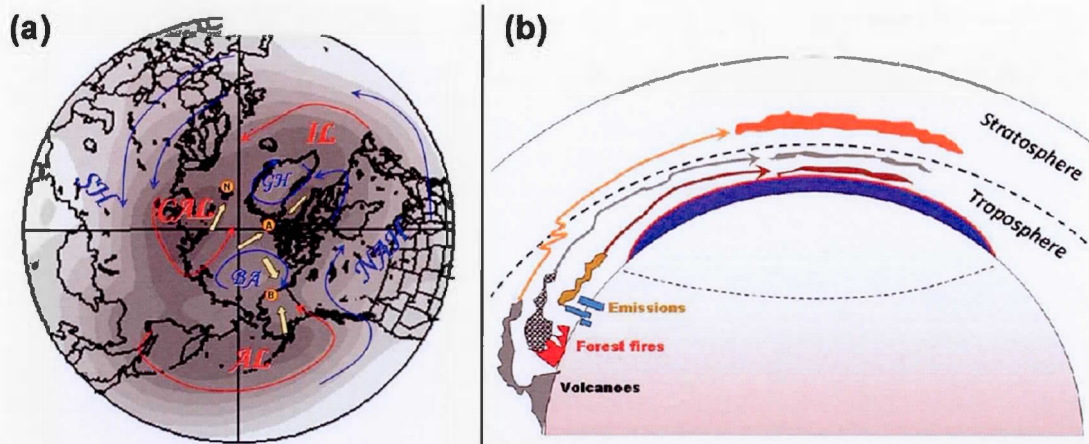 (a)
IL
GH
SH
N
CAL
A
NAH
BA
B
AL
(b)
Stratosphere
Troposphere
Emissions
Forest fires
Volcanoes